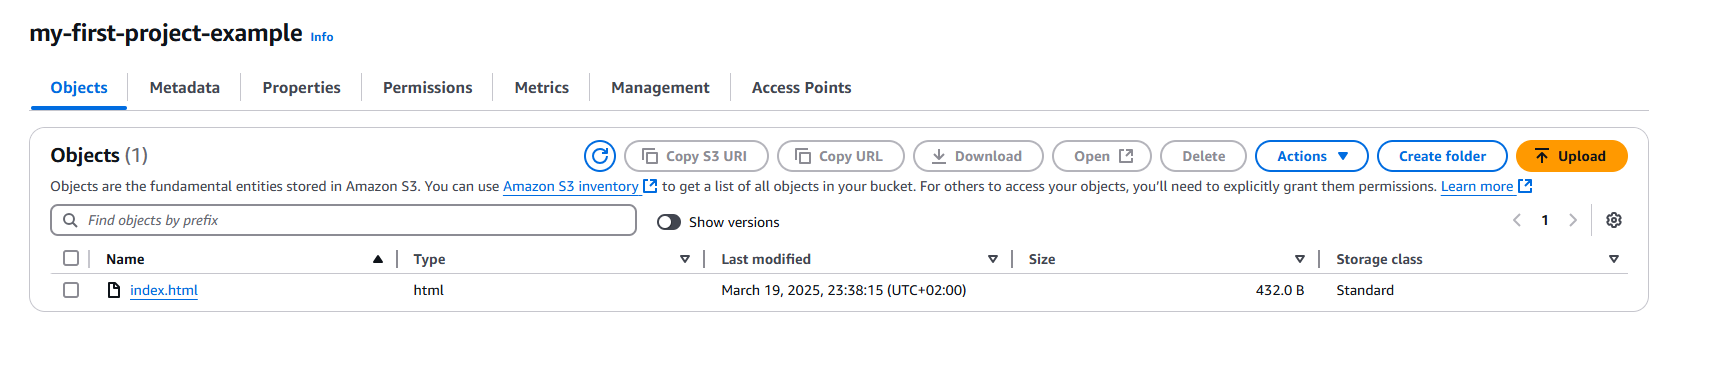 my-first-project-example Info
Objects Metadata Properties Permissions Metrics Management Access Points
Objects (1) Copy S3 URI Copy URL Download Open Delete Actions Create folder Upload
Objects are the fundamental entities stored in Amazon S3. You can use Amazon S3 inventory to get a list of all objects in your bucket. For others to access your objects, you'll need to explicitly grant them permissions. Learn more
Find objects by prefix Show versions 1
Name Type Last modified Size Storage class
index.html html March 19, 2025, 23:38:15 (UTC+02:00) 432.0 B Standard